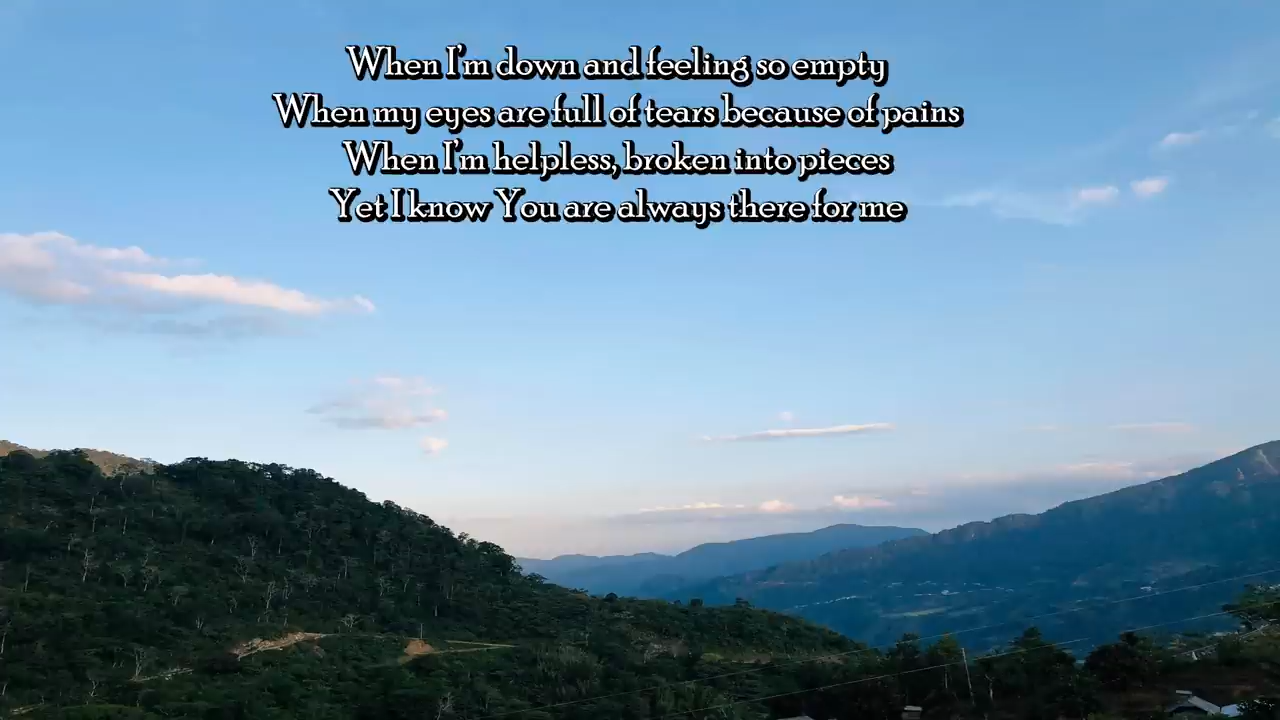 When I'm down and feeling so empty
When my eyes are full of tears because of pains
When I'm helpless, broken into pieces
Yet I know You are always there for me